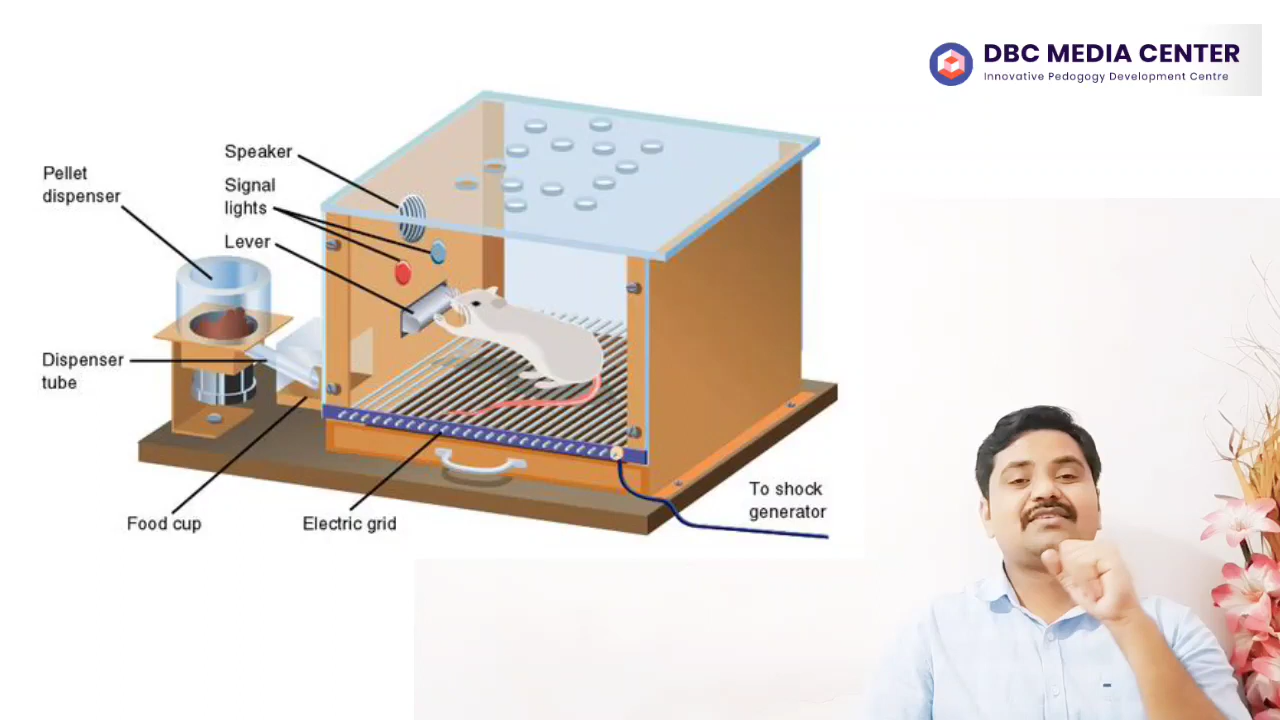 DBC MEDIA CENTER
Innovative Pedogogy Development Centre
Speaker
Signal
lights
Lever
Pellet
dispenser
Dispenser
tube
Food cup
Electric grid
To shock
generator